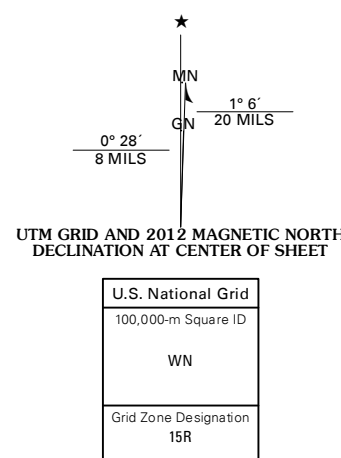 ★
MN
1° 6´
20 MILS
GN
0° 28´
8 MILS
UTM GRID AND 2012 MAGNETIC NORTH
DECLINATION AT CENTER OF SHEET
U.S. National Grid
100,000-m Square ID
WN
Grid Zone Designation
15R